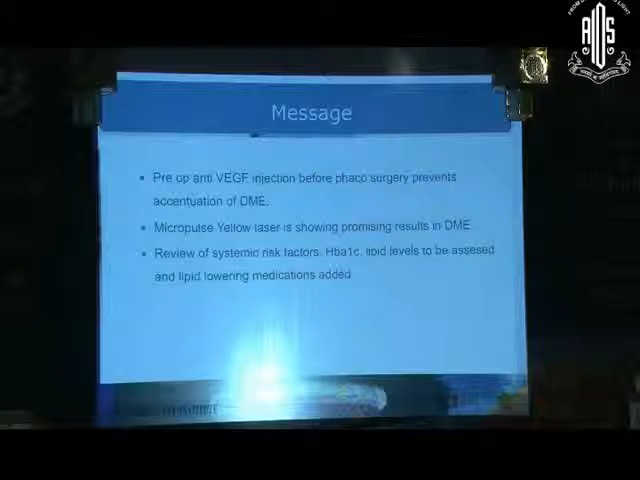 AIOS
Message
Pre op anti VEGF injection before phaco surgery prevents
accentuation of DME.
Micropulse Yellow laser is showing promising results in DME.
Review of systemic risk factors. Hba1c, lipid levels to be assesed
and lipid lowering medications added